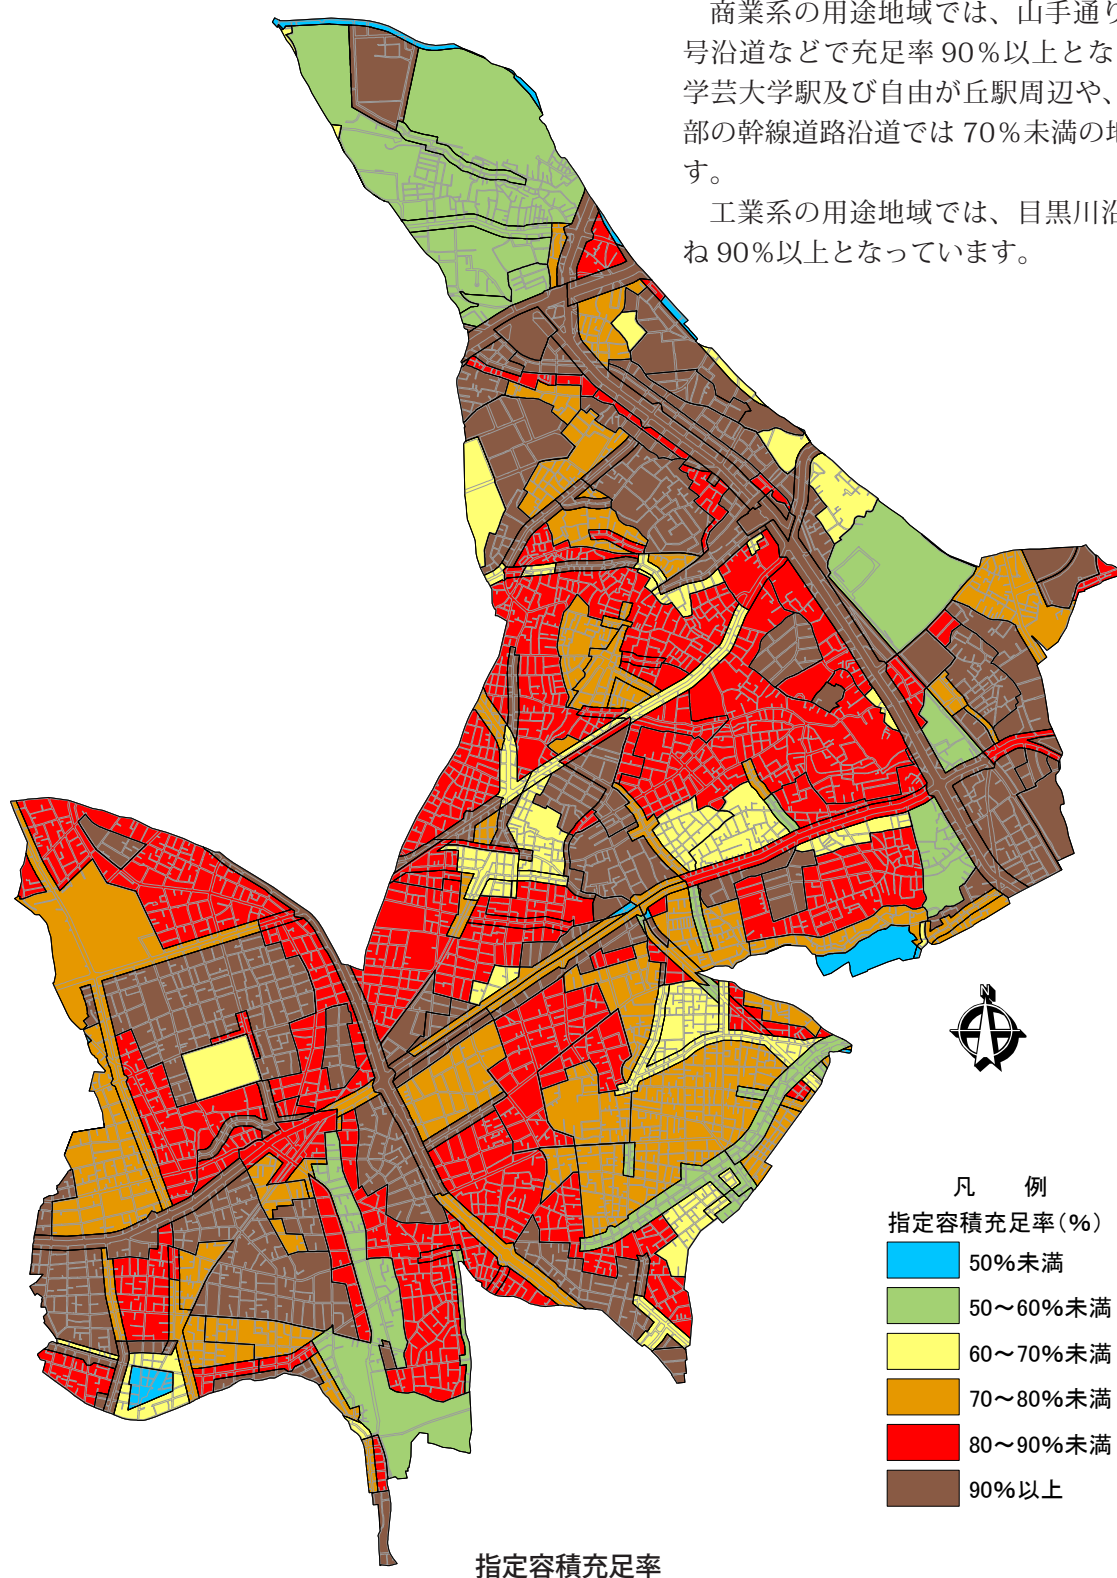 商業系の用途地域では、山手通り
号沿道などで充足率 90％以上とな
学芸大学駅及び自由が丘駅周辺や、
部の幹線道路沿道では 70％未満の地
す。
工業系の用途地域では、目黒川沿
ね 90％以上となっています。
N
凡 例
指定容積充足率(%)
50%未満
50～60%未満
60～70%未満
70～80%未満
80～90%未満
90%以上
指定容積充足率